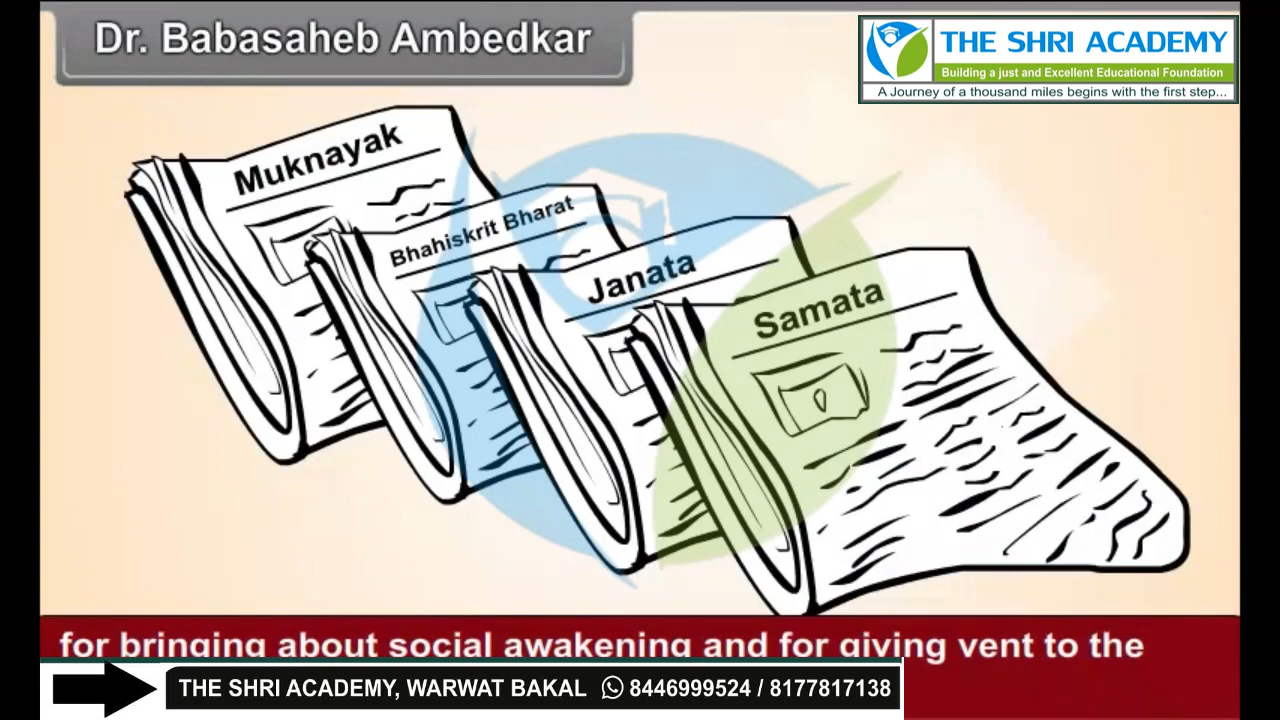 Dr. Babasaheb Ambedkar
THE SHRI ACADEMY
Building a just and Excellent Educational Foundation
A Journey of a thousand miles begins with the first step...
Muknayak
Bhahiskrit Bharat
Janata
Samata
for bringing about social awakening and for giving vent to the
THE SHRI ACADEMY, WARWAT BAKAL 8446999524 / 8177817138